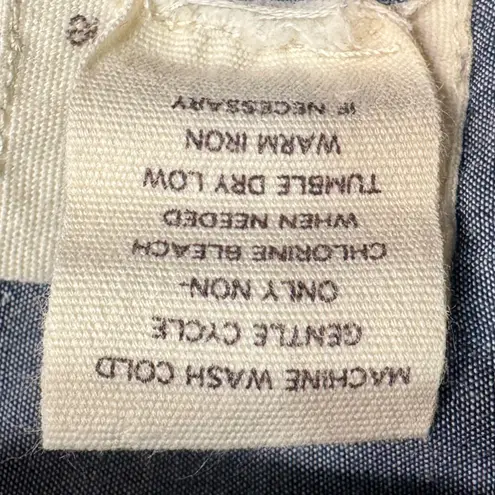 MACHINE WASH COLD
GENTLE CYCLE
ONLY NON-
CHLORINE BLEACH
WHEN NEEDED
TUMBLE DRY LOW
WARM IRON
IF NECESSARY